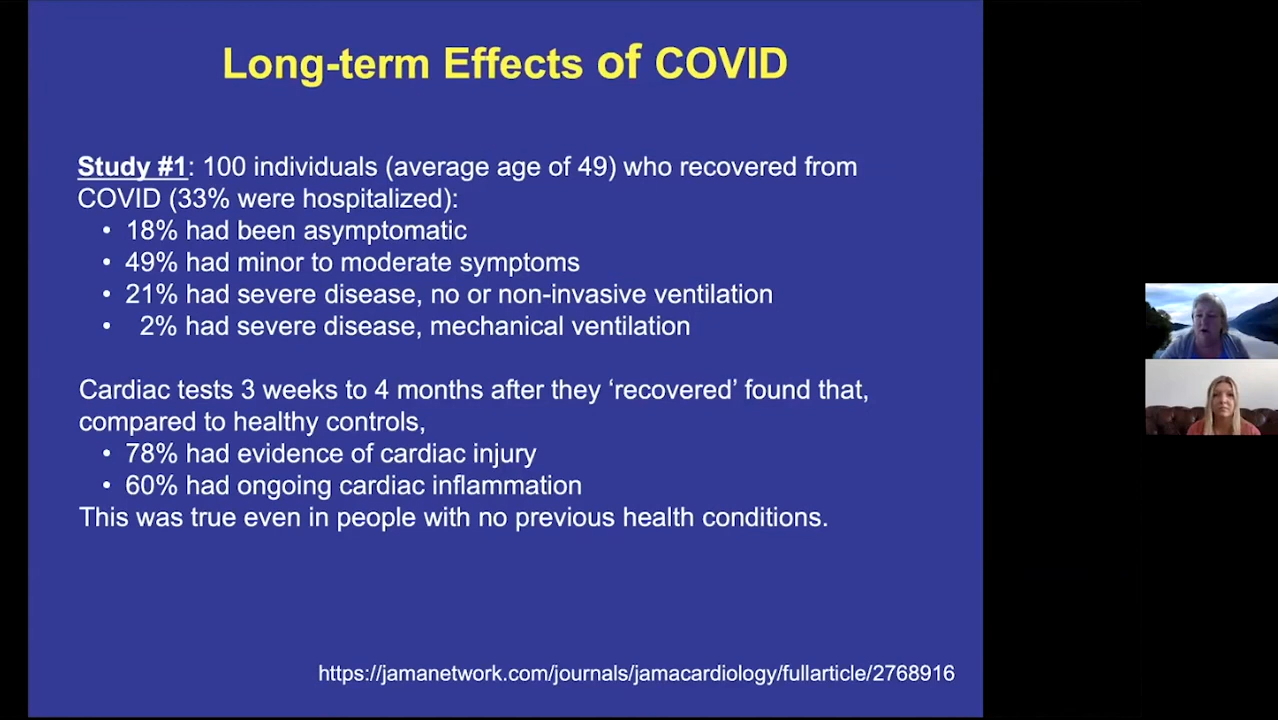 Long-term Effects of COVID
Study #1: 100 individuals (average age of 49) who recovered from
COVID (33% were hospitalized):
• 18% had been asymptomatic
• 49% had minor to moderate symptoms
• 21% had severe disease, no or non-invasive ventilation
• 2% had severe disease, mechanical ventilation
Cardiac tests 3 weeks to 4 months after they ‘recovered’ found that,
compared to healthy controls,
• 78% had evidence of cardiac injury
• 60% had ongoing cardiac inflammation
This was true even in people with no previous health conditions.
https://jamanetwork.com/journals/jamacardiology/fullarticle/2768916